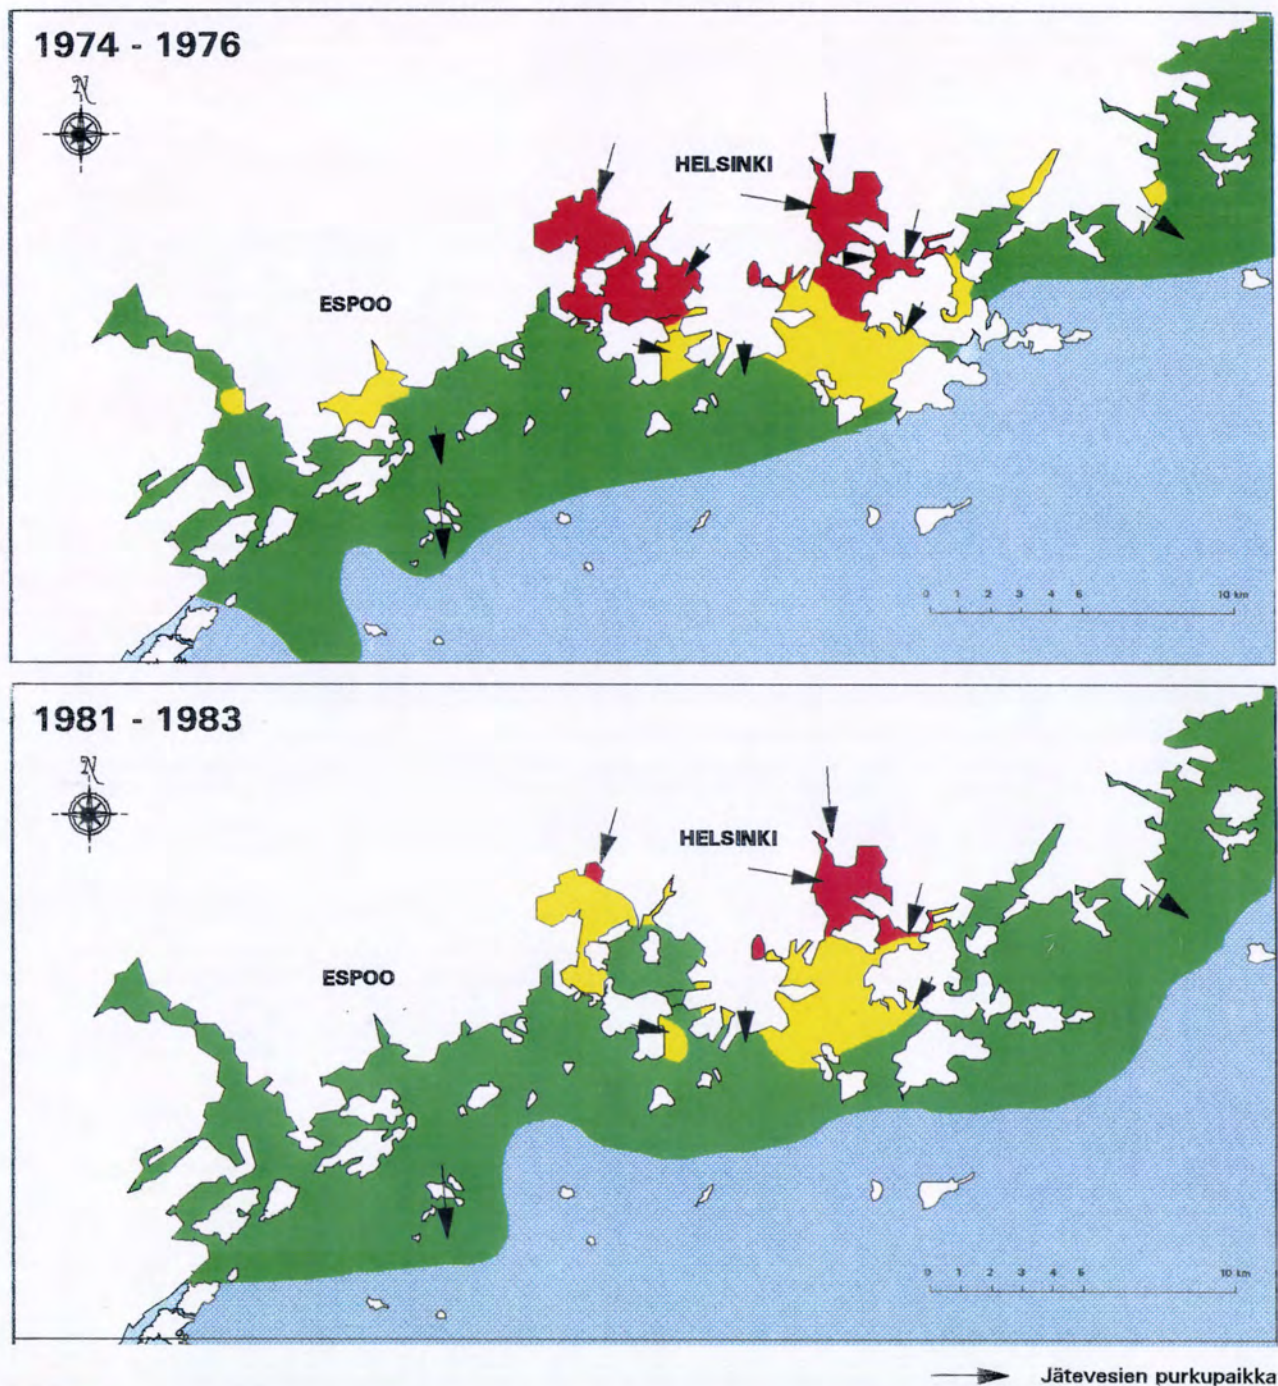 1974 - 1976
N
HELSINKI
ESPOO
0 1 2 3 4 5 10 km
1981 - 1983
N
HELSINKI
ESPOO
0 1 2 3 4 5 10 km
Jätevesien purkupaikka